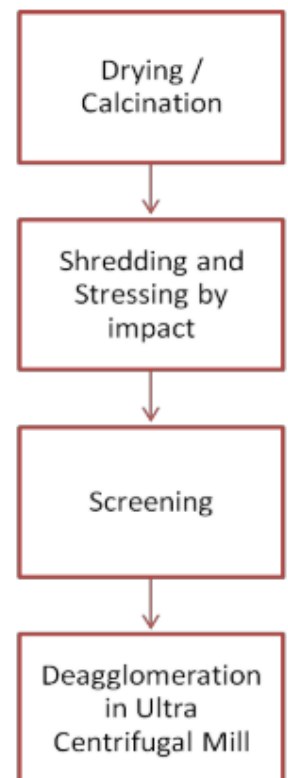 Drying /
Calcination
Shredding and
Stressing by
impact
Screening
Deagglomeration
in Ultra
Centrifugal Mill